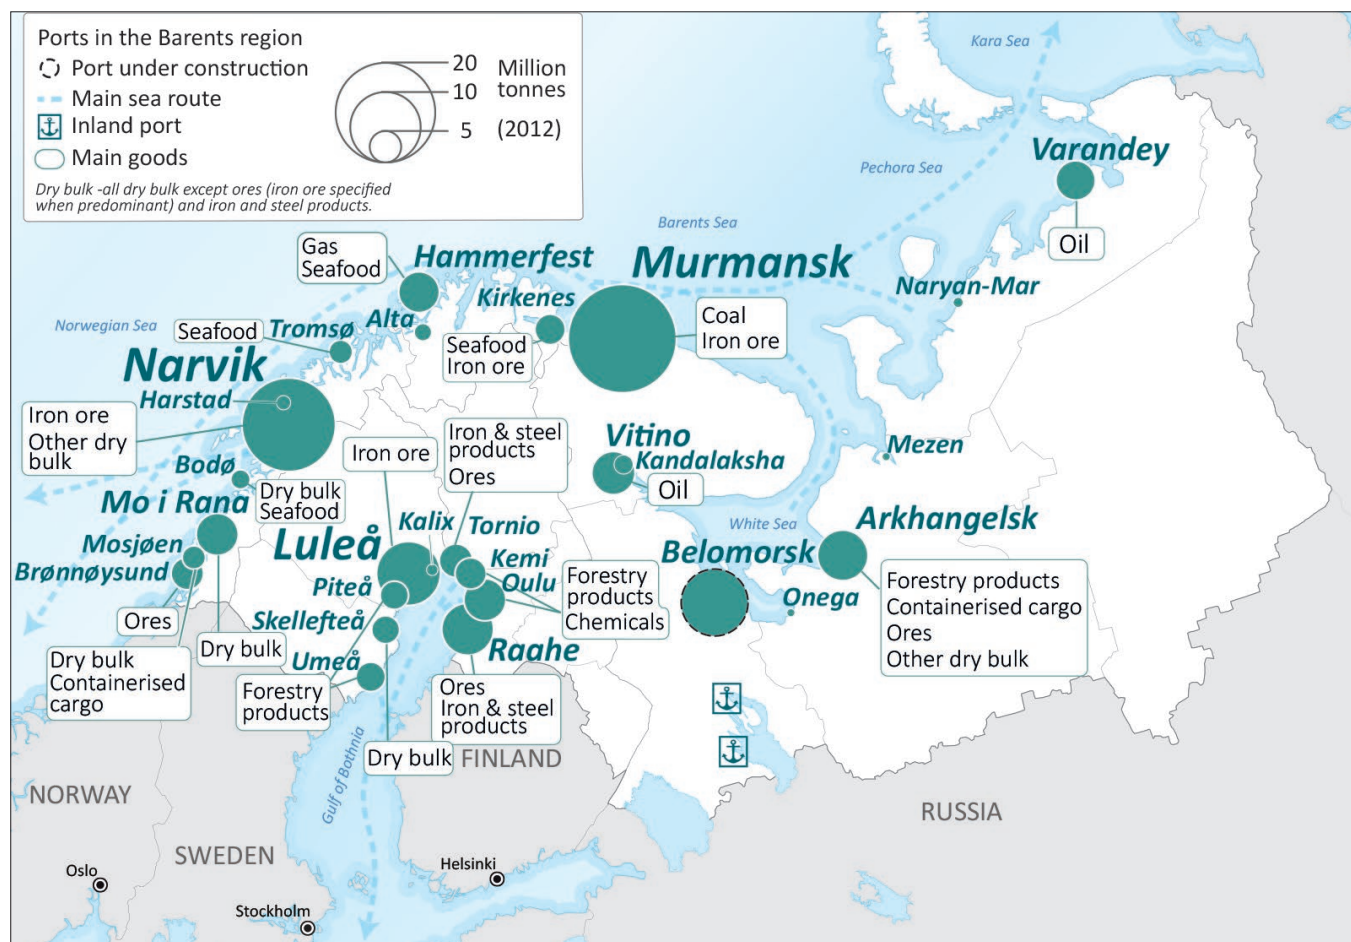 Ports in the Barents region
Port under construction
Main sea route
Inland port
Main goods
20
10
5
Million
tonnes
(2012)
Dry bulk -all dry bulk except ores (iron ore specified
when predominant) and iron and steel products.
Kara Sea
Varandey
Pechora Sea
Oil
Barents Sea
Gas
Seafood
Hammerfest
Murmansk
Naryan-Mar
Kirkenes
Norwegian Sea
Seafood
Tromsø
Alta
Coal
Iron ore
Seafood
Iron ore
Narvik
Harstad
Iron ore
Other dry
bulk
Iron ore
Iron & steel
products
Ores
Vitino
Kandalaksha
Oil
Mezen
Bodø
Dry bulk
Seafood
Mo i Rana
Mosjøen
Brønnøysund
Luleå
Kalix
Tornio
Kemi
Oulu
White Sea
Arkhangelsk
Belomorsk
Onega
Piteå
Skellefteå
Umeå
Raahe
Forestry
products
Chemicals
Forestry products
Containerised cargo
Ores
Other dry bulk
Ores
Dry bulk
Dry bulk
Containerised
cargo
Forestry
products
Ores
Iron & steel
products
Dry bulk
Gulf of Bothnia
NORWAY
SWEDEN
FINLAND
RUSSIA
Oslo
Helsinki
Stockholm